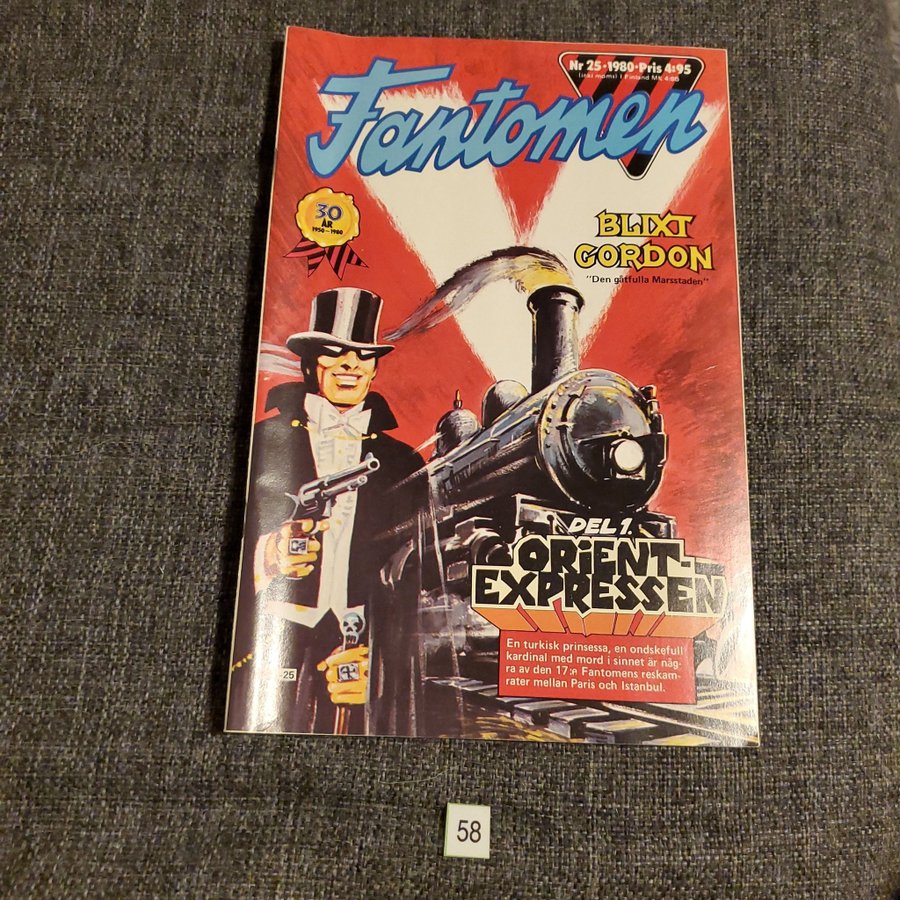 Nr 25·1980·Pris 4:95
(inkl moms) i Finland Mk 4:85
Fantomen
30
ÅR
1950-1980
BLIXT
GORDON
"Den gåtfulla Marsstaden"
DEL 1.
ORIENT-
EXPRESSEN
En turkisk prinsessa, en ondskefull
kardinal med mord i sinnet är någ-
ra av den 17:e Fantomens reskam-
rater mellan Paris och Istanbul.
25
58